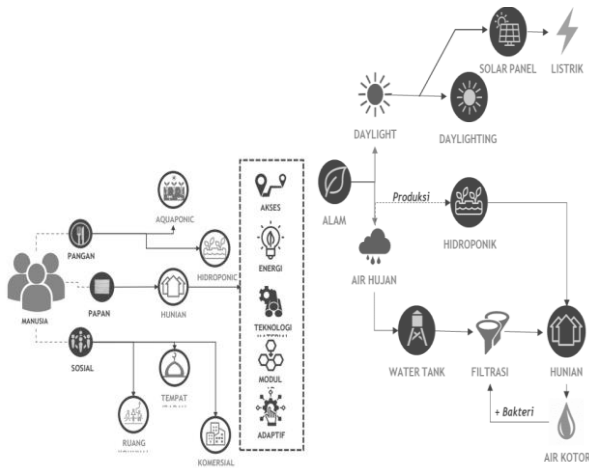 MANUSIA
PANGAN
PAPAN
SOSIAL
AQUAPONIC
HIDROPONIC
HUNIAN
TEMPAT
RUANG
KOMERSIAL
AKSES
ENERGI
TEKNOLOGI
MODUL
ADAPTIF
SOLAR PANEL
LISTRIK
DAYLIGHT
DAYLIGHTING
ALAM
Produksi
HIDROPONIK
AIR HUJAN
WATER TANK
FILTRASI
HUNIAN
+ Bakteri
AIR KOTOR